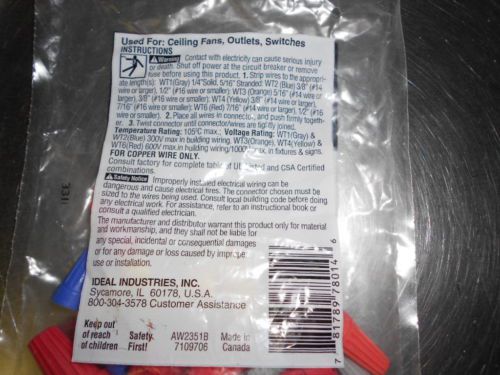 Used For: Ceiling Fans, Outlets, Switches
INSTRUCTIONS
Warning Contact with electricity can cause serious injury
or death. Shut off power at the circuit breaker or remove
fuse before using this product. 1. Strip wires to the appropri-
ate length(s): WT1(Gray) 1/4"Solid, 5/16" Stranded: WT2 (Blue) 3/8" (#14
wire or larger), 1/2" (#16 wire or smaller); WT3 (Orange) 5/16" (#14 wire
or larger), 3/8" (#16 wire or smaller); WT4 (Yellow) 3/8" (#14 wire or larger),
7/16" (#16 wire or smaller); WT6 (Red) 7/16" (#14 wire or larger), 1/2" (#16
wire or smaller). 2. Place all wires in connector, and push firmly togeth-
er. 3. Twist connector until connector/wires are tightly joined.
Temperature Rating: 105°C max.; Voltage Rating: WT1(Gray) &
WT2(Blue) 300V max.in building wiring. WT3(Orange), WT4(Yellow) &
WT6(Red) 600V max.in building wiring/1000V max. in fixtures & signs.
FOR COPPER WIRE ONLY.
Consult factory for complete table of UL Listed and CSA Certified
combinations.
Safety Notice Improperly installed electrical wiring can be
dangerous and cause electrical fires. The connector chosen must be
sized to the wires being used. Consult local building code before doing
any electrical work. For assistance, refer to an instructional book or
consult a qualified electrician.
The manufacturer and distributor warrant this product only for material
and workmanship, and they shall not be liable for
any special, incidental or consequential damages
or for any damage or loss caused by improper
use or installation.
IDEAL INDUSTRIES, INC.
Sycamore, IL 60178, U.S.A.
800-304-3578 Customer Assistance
Keep out
of reach
of children
Safety
First!
AW2351B
7109706
Made in
Canada
7 81789 78014 6
331